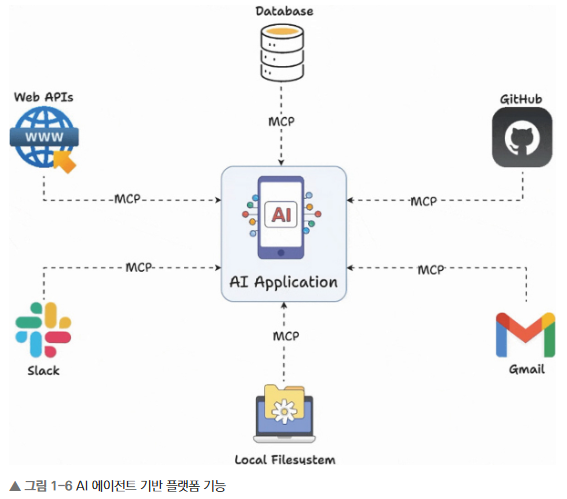 Database
MCP
Web APIs
WWW
GitHub
MCP
MCP
AI
AI Application
MCP
MCP
Slack
MCP
Gmail
Local Filesystem
▲ 그림 1-6 AI 에이전트 기반 플랫폼 기능